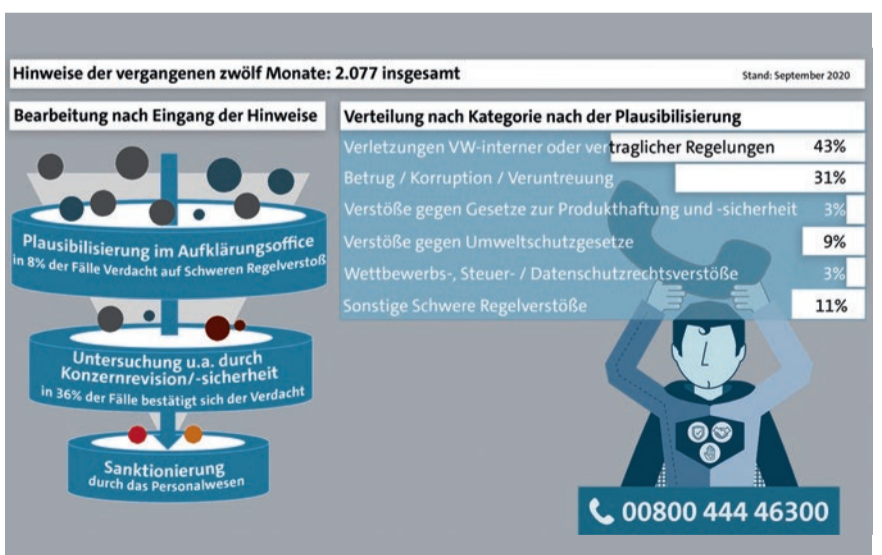 Hinweise der vergangenen zwölf Monate: 2.077 insgesamt
Stand: September 2020
Bearbeitung nach Eingang der Hinweise
Plausibilisierung im Aufklärungsoffice
in 8% der Fälle Verdacht auf Schweren Regelverstoß
Untersuchung u.a. durch
Konzernrevision/-sicherheit
in 36% der Fälle bestätigt sich der Verdacht
Sanktionierung
durch das Personalwesen
Verteilung nach Kategorie nach der Plausibilisierung
Verletzungen VW-interner oder vertraglicher Regelungen 43%
Betrug / Korruption / Veruntreuung 31%
Verstöße gegen Gesetze zur Produkthaftung und -sicherheit 3%
Verstöße gegen Umweltschutzgesetze 9%
Wettbewerbs-, Steuer- / Datenschutzrechtsverstöße 3%
Sonstige Schwere Regelverstöße 11%
00800 444 46300